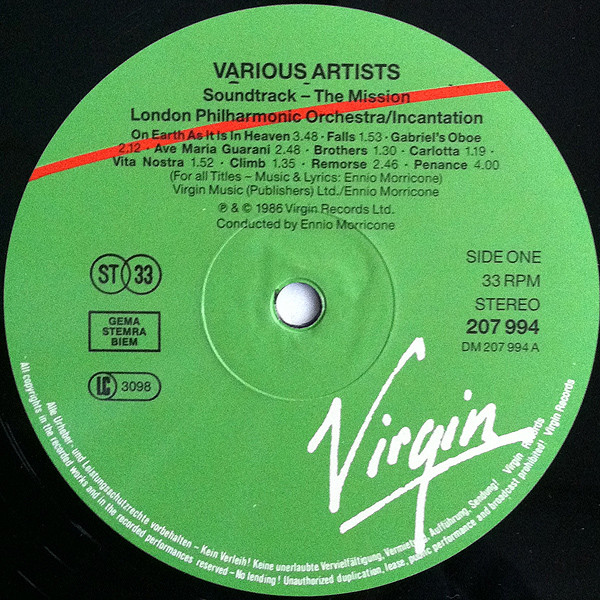 VARIOUS ARTISTS
Soundtrack – The Mission
London Philharmonic Orchestra/Incantation
On Earth As It Is In Heaven 3.48 · Falls 1.53 · Gabriel's Oboe
2.12 · Ave Maria Guarani 2.48 · Brothers 1.30 · Carlotta 1.19 ·
Vita Nostra 1.52 · Climb 1.35 · Remorse 2.46 · Penance 4.00
(For all Titles – Music & Lyrics: Ennio Morricone)
Virgin Music (Publishers) Ltd./Ennio Morricone
℗ & © 1986 Virgin Records Ltd.
Conducted by Ennio Morricone
ST 33
GEMA
STEMRA
BIEM
LC 3098
SIDE ONE
33 RPM
STEREO
207 994
DM 207 994 A
Virgin
Alle Urheber- und Leistungsschutzrechte vorbehalten – Kein Verleih! Keine unerlaubte Vervielfältigung, Vermietung, Aufführung, Sendung! Virgin Records
All copyrights in the recorded works and in the recorded performances reserved – No lending! Unauthorized duplication, lease, public performance and broadcast prohibited! Virgin Records